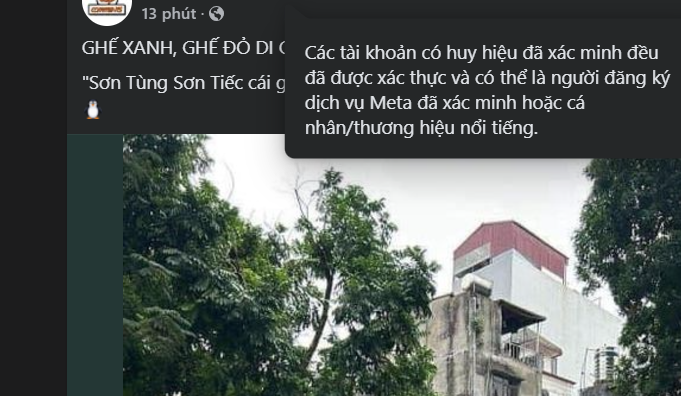 13 phút ·
GHẾ XANH, GHẾ ĐỎ DI
"Sơn Tùng Sơn Tiếc cái
Các tài khoản có huy hiệu đã xác minh đều
đã được xác thực và có thể là người đăng ký
dịch vụ Meta đã xác minh hoặc cá
nhân/thương hiệu nổi tiếng.